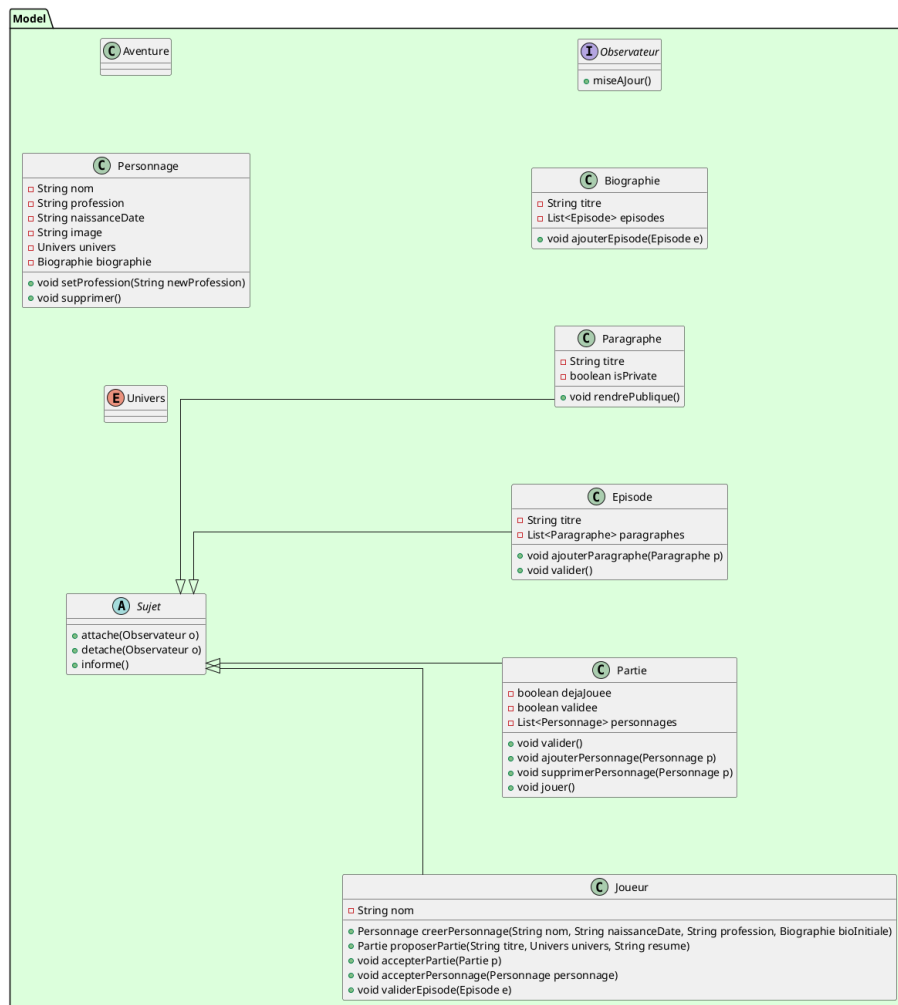 Model
C Aventure
I Observateur
miseAJour()
C Personnage
String nom
String profession
String naissanceDate
String image
Univers univers
Biographie biographie
void setProfession(String newProfession)
void supprimer()
C Biographie
String titre
List<Episode> episodes
void ajouterEpisode(Episode e)
C Paragraphe
String titre
boolean isPrivate
void rendrePublique()
E Univers
C Episode
String titre
List<Paragraphe> paragraphes
void ajouterParagraphe(Paragraphe p)
void valider()
A Sujet
attache(Observateur o)
detache(Observateur o)
informe()
C Partie
boolean dejaJouee
boolean validee
List<Personnage> personnages
void valider()
void ajouterPersonnage(Personnage p)
void supprimerPersonnage(Personnage p)
void jouer()
C Joueur
String nom
Personnage creerPersonnage(String nom, String naissanceDate, String profession, Biographie bioInitiale)
Partie proposerPartie(String titre, Univers univers, String resume)
void accepterPartie(Partie p)
void accepterPersonnage(Personnage personnage)
void validerEpisode(Episode e)